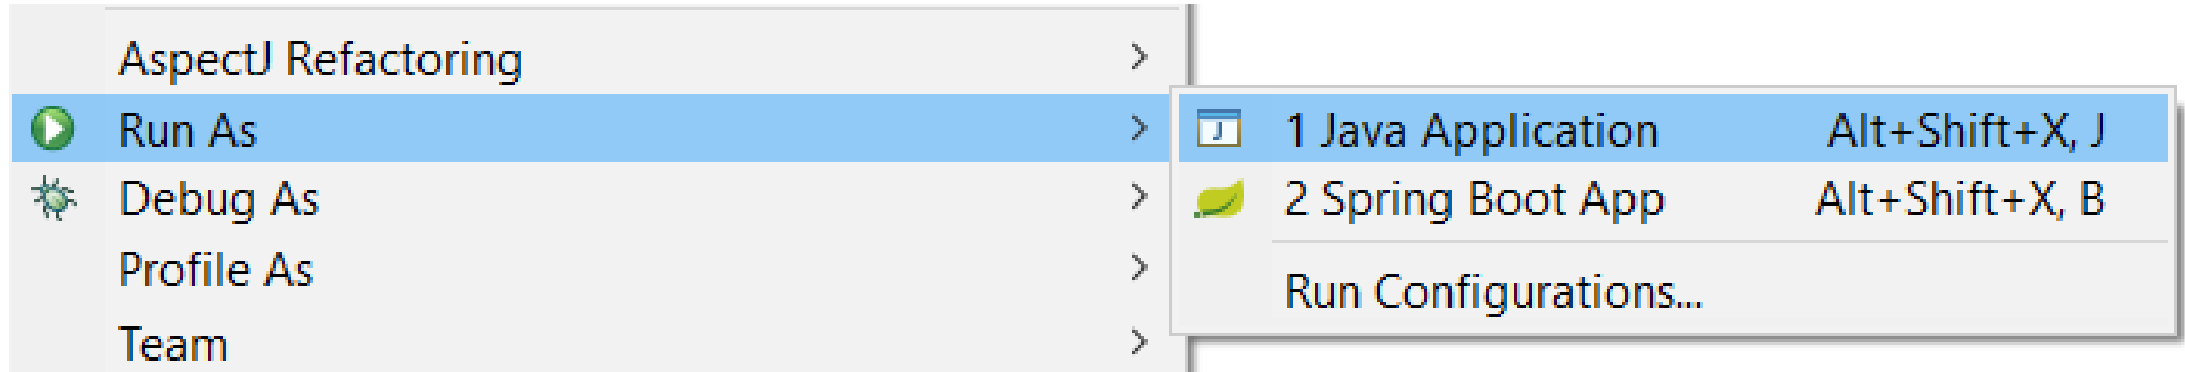 AspectJ Refactoring
Run As
Debug As
Profile As
Team
1 Java Application Alt+Shift+X, J
2 Spring Boot App Alt+Shift+X, B
Run Configurations...